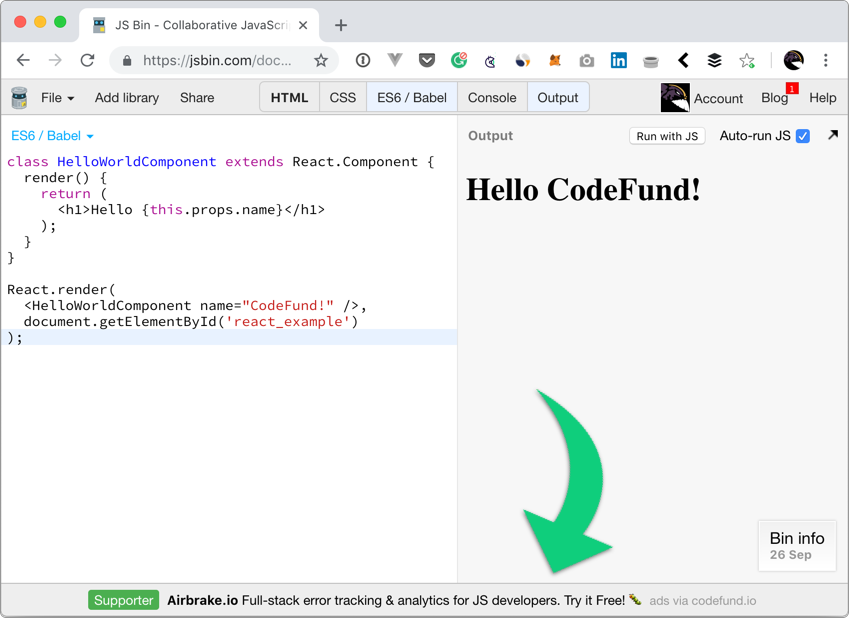 JS Bin - Collaborative JavaScri
https://jsbin.com/doc...
File Add library Share HTML CSS ES6 / Babel Console Output Account Blog 1 Help
ES6 / Babel
Output Run with JS Auto-run JS
class HelloWorldComponent extends React.Component {
render() {
return (
<h1>Hello {this.props.name}</h1>
);
}
}
React.render(
<HelloWorldComponent name="CodeFund!" />,
document.getElementById('react_example')
);
Hello CodeFund!
Bin info
26 Sep
Supporter Airbrake.io Full-stack error tracking & analytics for JS developers. Try it Free! ads via codefund.io